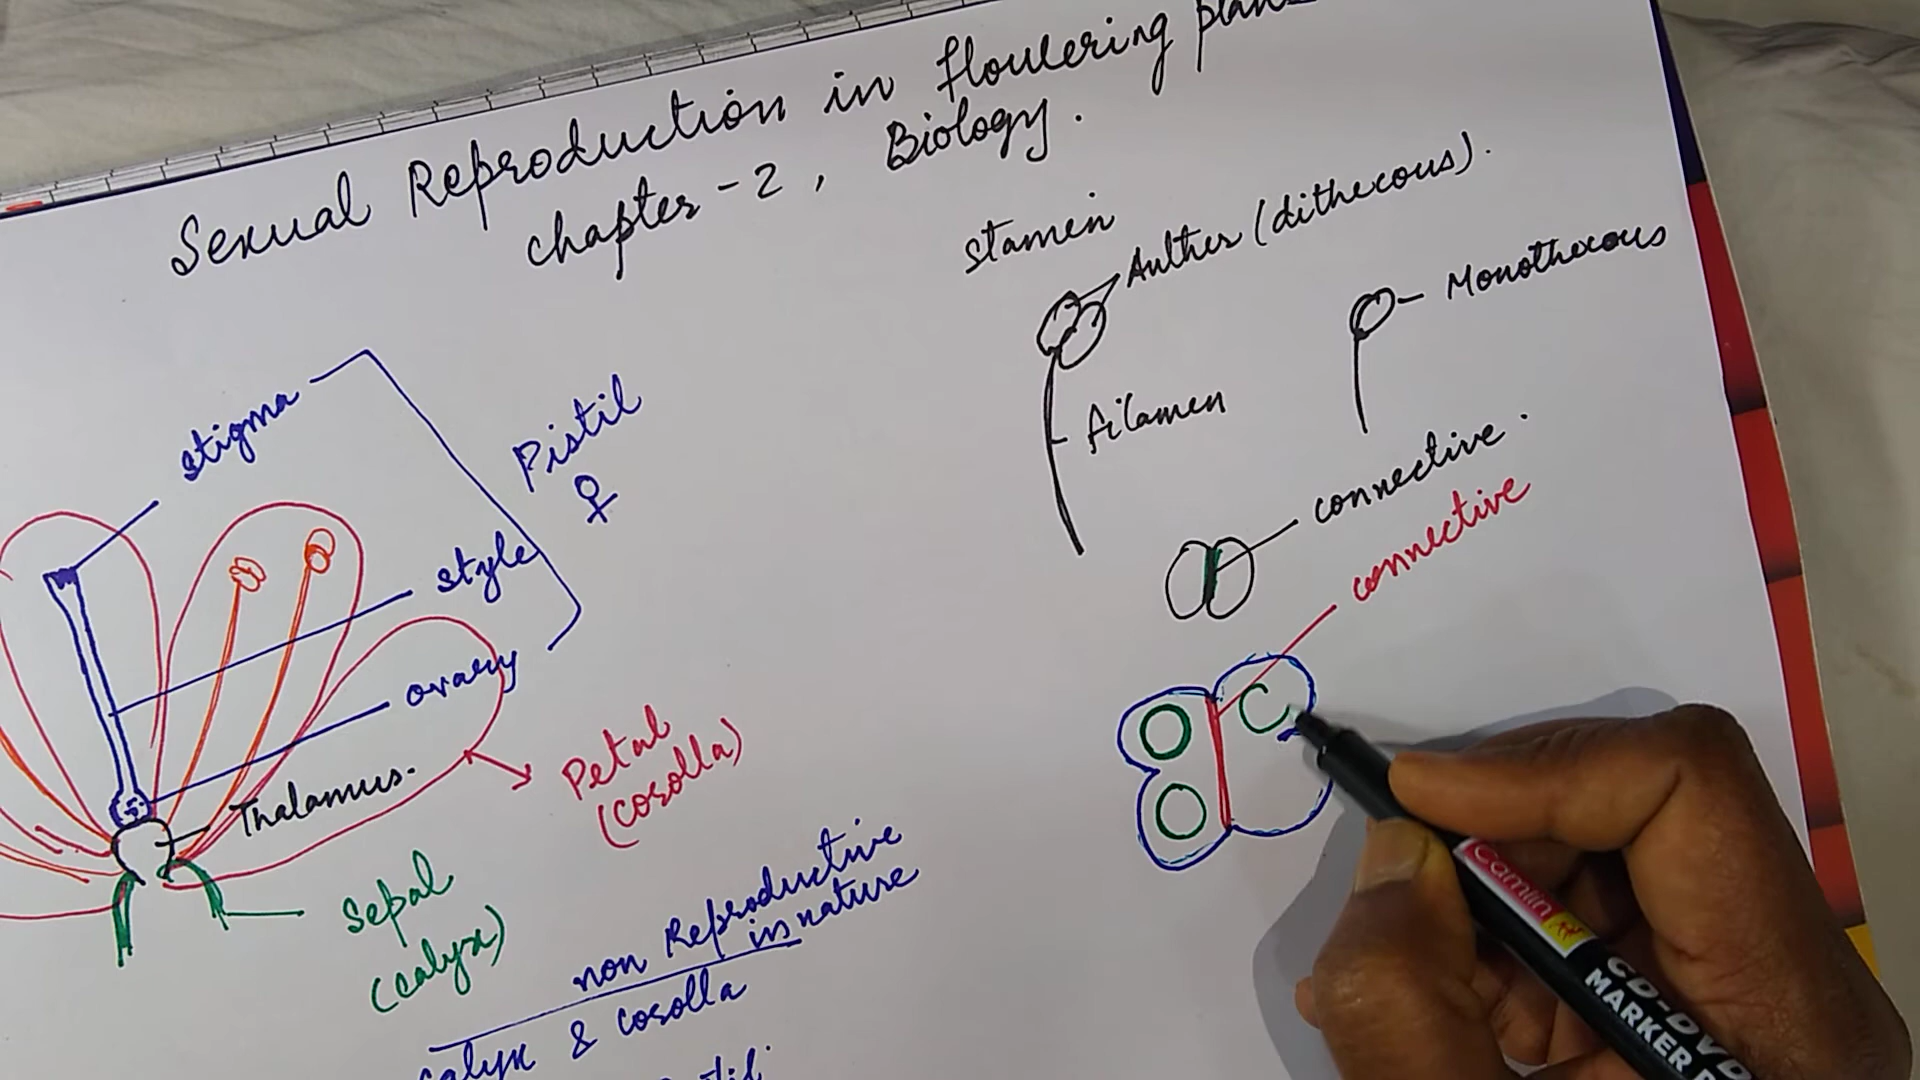 Sexual Reproduction in flowering plan
chapter - 2 , Biology.
stamen
Anther (dithecous).
Monothecous
filamen
connective.
connective
stigma
Pistil
♀
style
ovary
Thalamus.
Petal
(corolla)
Sepal
(calyx)
non Reproductive
in nature
calyx & corolla
camlin
CD-DVD
MARKER P